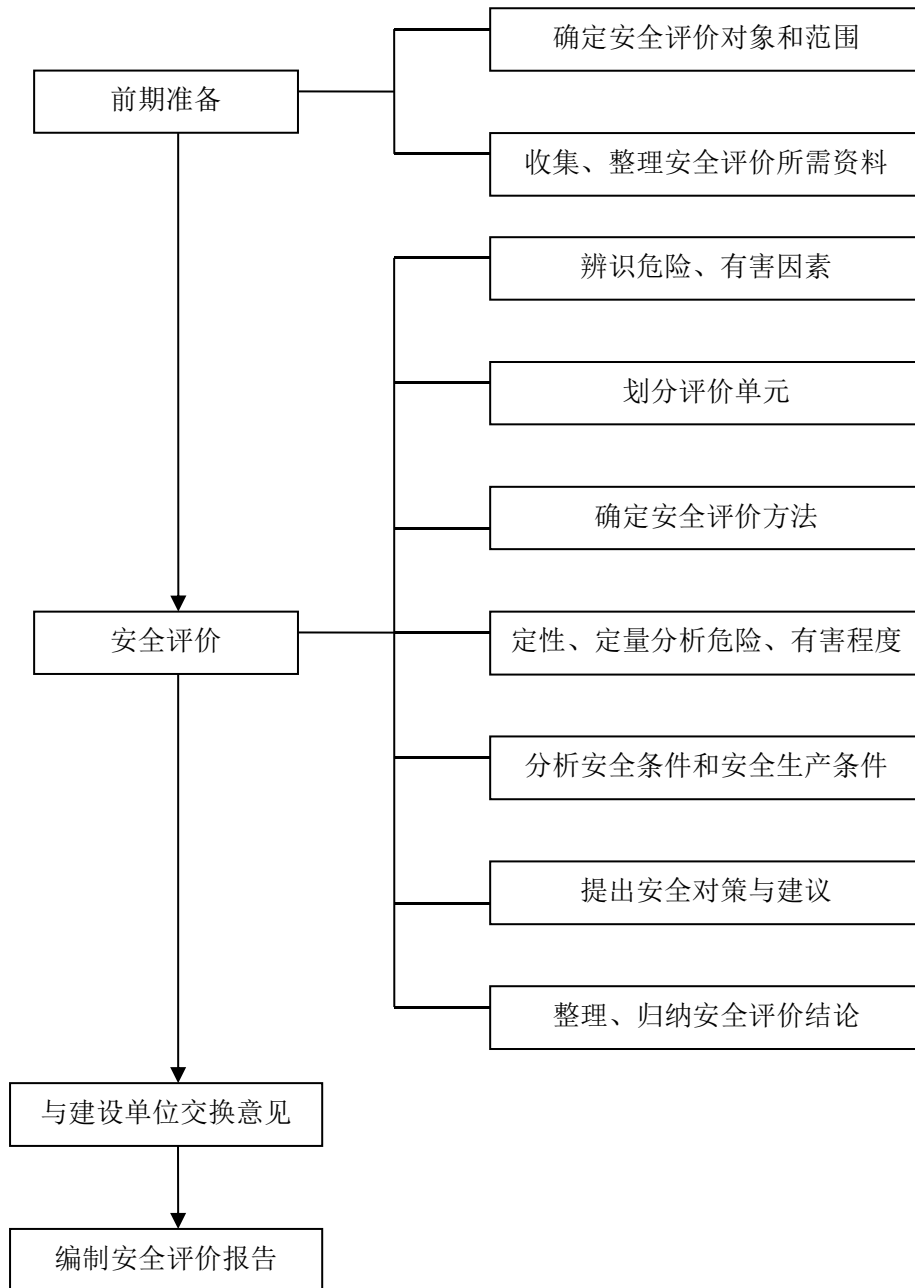 前期准备
确定安全评价对象和范围
收集、整理安全评价所需资料
安全评价
辨识危险、有害因素
划分评价单元
确定安全评价方法
定性、定量分析危险、有害程度
分析安全条件和安全生产条件
提出安全对策与建议
整理、归纳安全评价结论
与建设单位交换意见
编制安全评价报告